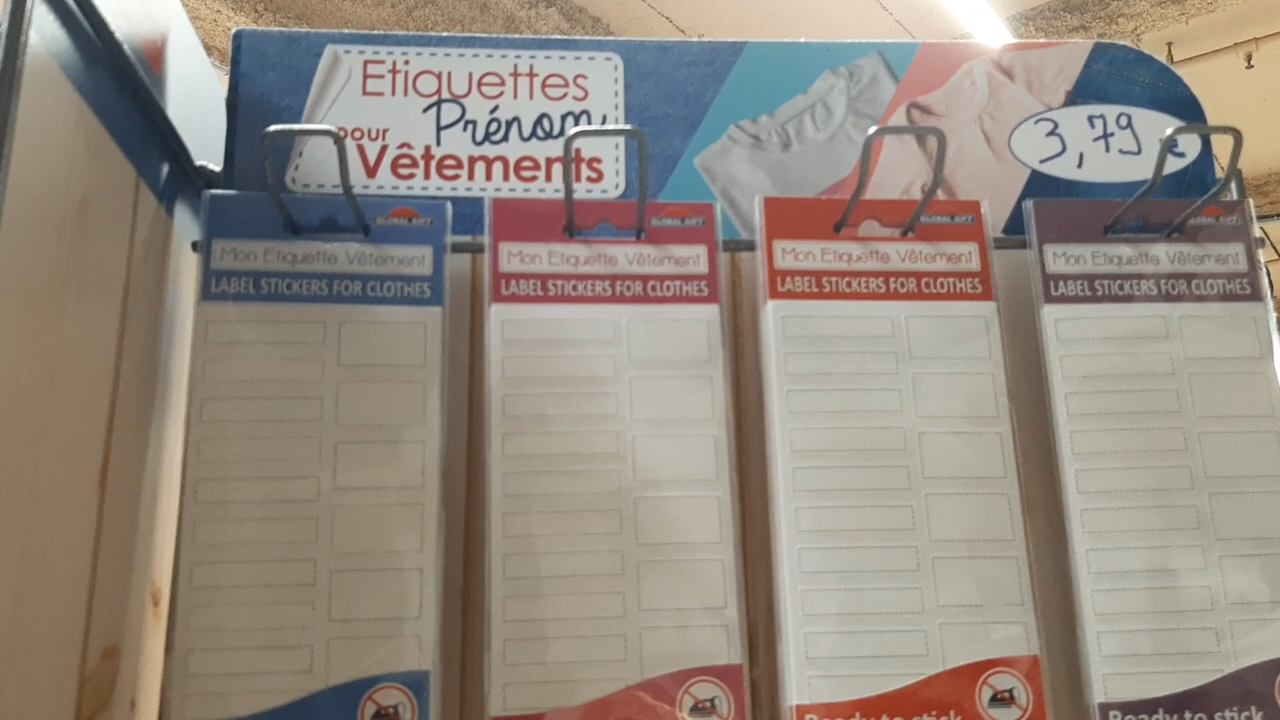 Etiquettes
Prénom
pour
Vêtements
3,79 €
GLOBAL GIFT
Mon Etiquette Vêtement
LABEL STICKERS FOR CLOTHES
GLOBAL GIFT
Mon Etiquette Vêtement
LABEL STICKERS FOR CLOTHES
GLOBAL GIFT
Mon Etiquette Vêtement
LABEL STICKERS FOR CLOTHES
Ready to stick
GLOBAL GIFT
Mon Etiquette Vêtement
LABEL STICKERS FOR CLOTHES
Ready to stick